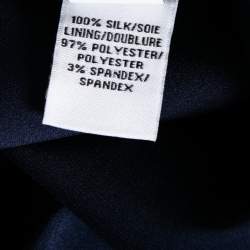 100% SILK/SOIE
LINING/DOUBLURE
97% POLYESTER/
POLYESTER
3% SPANDEX/
SPANDEX